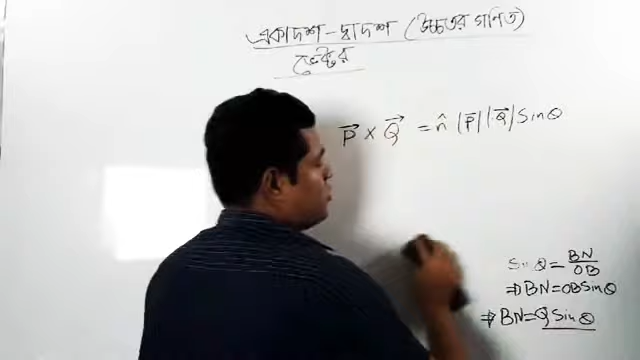 একাদশ-দ্বাদশ (উচ্চতর গণিত)
ভেক্টর
P⃗ × Q⃗ = n̂ |P⃗| |Q⃗| Sinθ
Sinθ = BN/OB
⇒ BN = OB Sinθ
⇒ BN = Q Sinθ